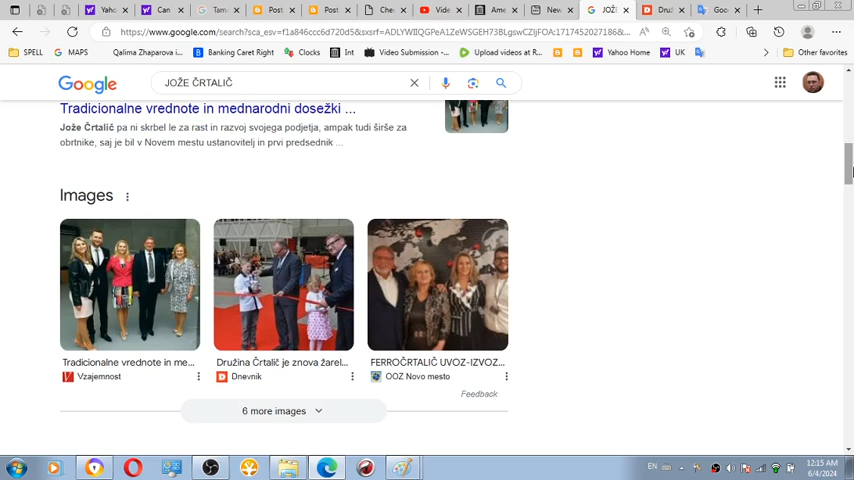 Yaho
Can
Tam
Post
Post
Che
Vide
Ame
New
JOŽ
Druž
Goo
https://www.google.com/search?sca_esv=f1a846ccc6d720d5&sxsrf=ADLYWIIQGPeA1ZeWSGEH73BLgswCZIjFOA:1717452027186&...
SPELL
MAPS
Qalima Zhaparova i...
Banking Caret Right
Clocks
Int
Video Submission -...
Upload videos at R...
Yahoo Home
UK
Other favorites
Google
JOŽE ČRTALIČ
Tradicionalne vrednote in mednarodni dosežki ...
Jože Črtalič pa ni skrbel le za rast in razvoj svojega podjetja, ampak tudi širše za
obrtnike, saj je bil v Novem mestu ustanovitelj in prvi predsednik ...
Images
Tradicionalne vrednote in me...
Vzajemnost
Družina Črtalič je znova žarel...
Dnevnik
FERROČRTALIČ UVOZ-IZVOZ...
OOZ Novo mesto
Feedback
6 more images
EN
12:15 AM
6/4/2024